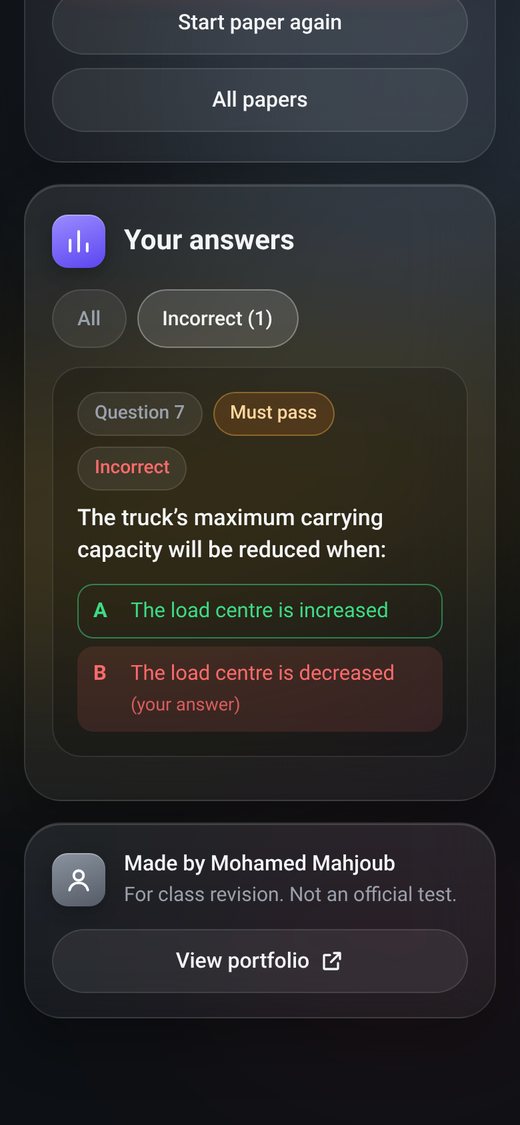 Start paper again
All papers
Your answers
All
Incorrect (1)
Question 7
Must pass
Incorrect
The truck’s maximum carrying
capacity will be reduced when:
A The load centre is increased
B The load centre is decreased
(your answer)
Made by Mohamed Mahjoub
For class revision. Not an official test.
View portfolio